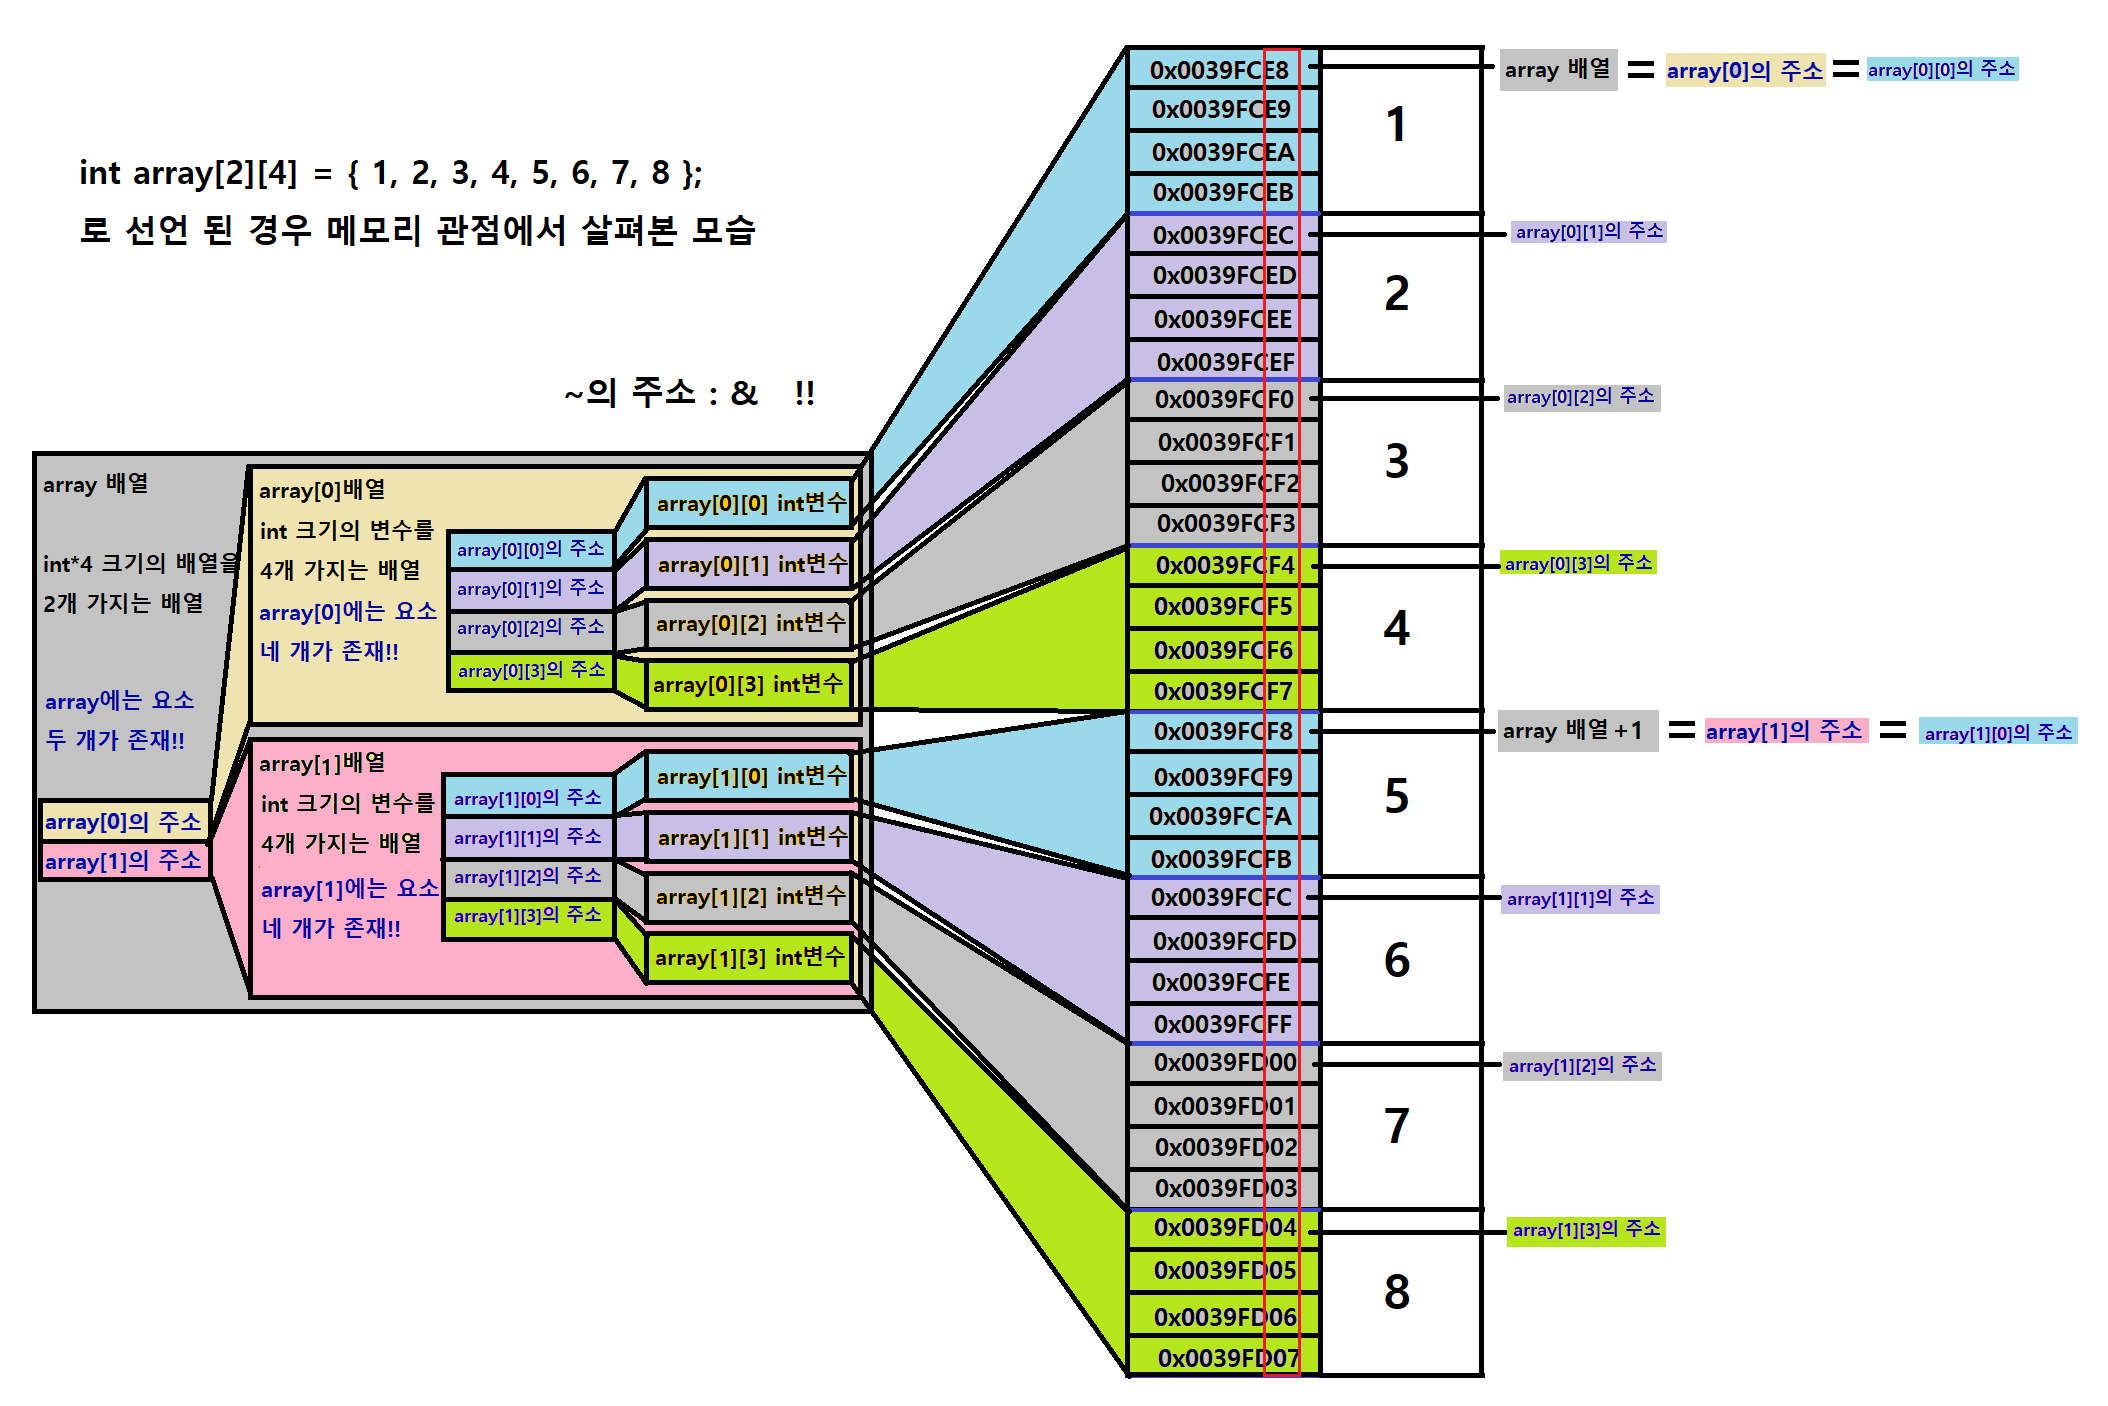 int array[2][4] = { 1, 2, 3, 4, 5, 6, 7, 8 };
로 선언 된 경우 메모리 관점에서 살펴본 모습
~의 주소 : & !!
array 배열
int*4 크기의 배열을
2개 가지는 배열
array에는 요소
두 개가 존재!!
array[0]의 주소
array[1]의 주소
array[0]배열
int 크기의 변수를
4개 가지는 배열
array[0]에는 요소
네 개가 존재!!
array[0][0]의 주소
array[0][1]의 주소
array[0][2]의 주소
array[0][3]의 주소
array[0][0] int변수
array[0][1] int변수
array[0][2] int변수
array[0][3] int변수
array[1]배열
int 크기의 변수를
4개 가지는 배열
array[1]에는 요소
네 개가 존재!!
array[1][0]의 주소
array[1][1]의 주소
array[1][2]의 주소
array[1][3]의 주소
array[1][0] int변수
array[1][1] int변수
array[1][2] int변수
array[1][3] int변수
0x0039FCE8
0x0039FCE9
0x0039FCEA
0x0039FCEB
0x0039FCEC
0x0039FCED
0x0039FCEE
0x0039FCEF
0x0039FCF0
0x0039FCF1
0x0039FCF2
0x0039FCF3
0x0039FCF4
0x0039FCF5
0x0039FCF6
0x0039FCF7
0x0039FCF8
0x0039FCF9
0x0039FCFA
0x0039FCFB
0x0039FCFC
0x0039FCFD
0x0039FCFE
0x0039FCFF
0x0039FD00
0x0039FD01
0x0039FD02
0x0039FD03
0x0039FD04
0x0039FD05
0x0039FD06
0x0039FD07
1
2
3
4
5
6
7
8
array 배열 = array[0]의 주소 = array[0][0]의 주소
array[0][1]의 주소
array[0][2]의 주소
array[0][3]의 주소
array 배열+1 = array[1]의 주소 = array[1][0]의 주소
array[1][1]의 주소
array[1][2]의 주소
array[1][3]의 주소